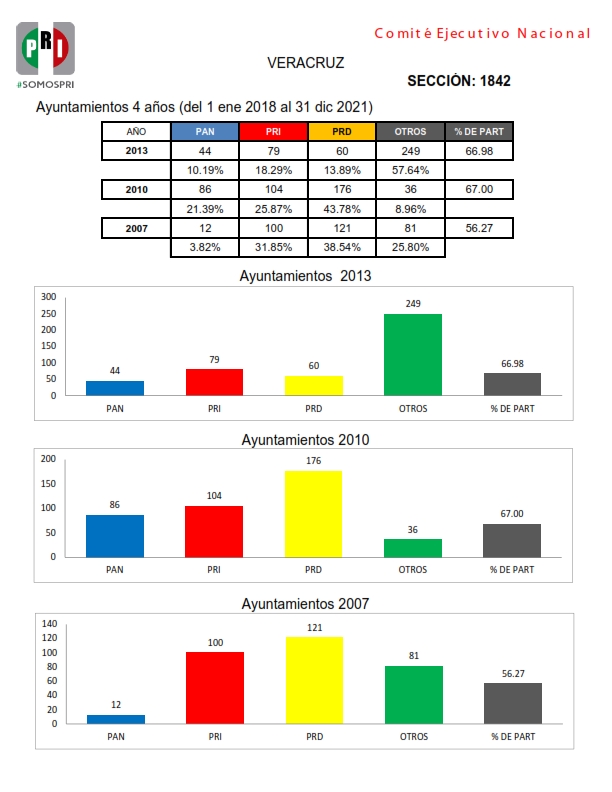 Comité Ejecutivo Nacional
PRI
#SOMOSPRI
VERACRUZ
SECCIÓN: 1842
Ayuntamientos 4 años (del 1 ene 2018 al 31 dic 2021)
AÑO PAN PRI PRD OTROS % DE PART
2013 44 79 60 249 66.98
10.19% 18.29% 13.89% 57.64%
2010 86 104 176 36 67.00
21.39% 25.87% 43.78% 8.96%
2007 12 100 121 81 56.27
3.82% 31.85% 38.54% 25.80%
Ayuntamientos 2013
300
250
200
150
100
50
0
44 79 60 249 66.98
PAN PRI PRD OTROS % DE PART
Ayuntamientos 2010
200
150
100
50
0
86 104 176 36 67.00
PAN PRI PRD OTROS % DE PART
Ayuntamientos 2007
140
120
100
80
60
40
20
0
12 100 121 81 56.27
PAN PRI PRD OTROS % DE PART